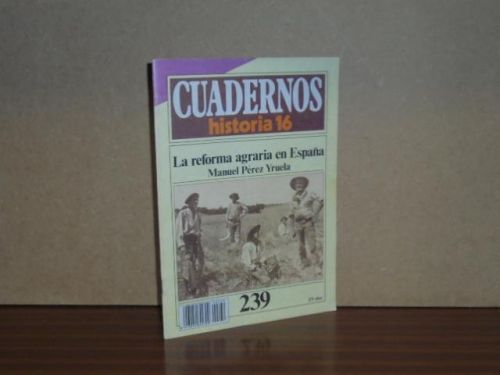 CUADERNOS
historia 16
La reforma agraria en España
Manuel Pérez Yruela
239